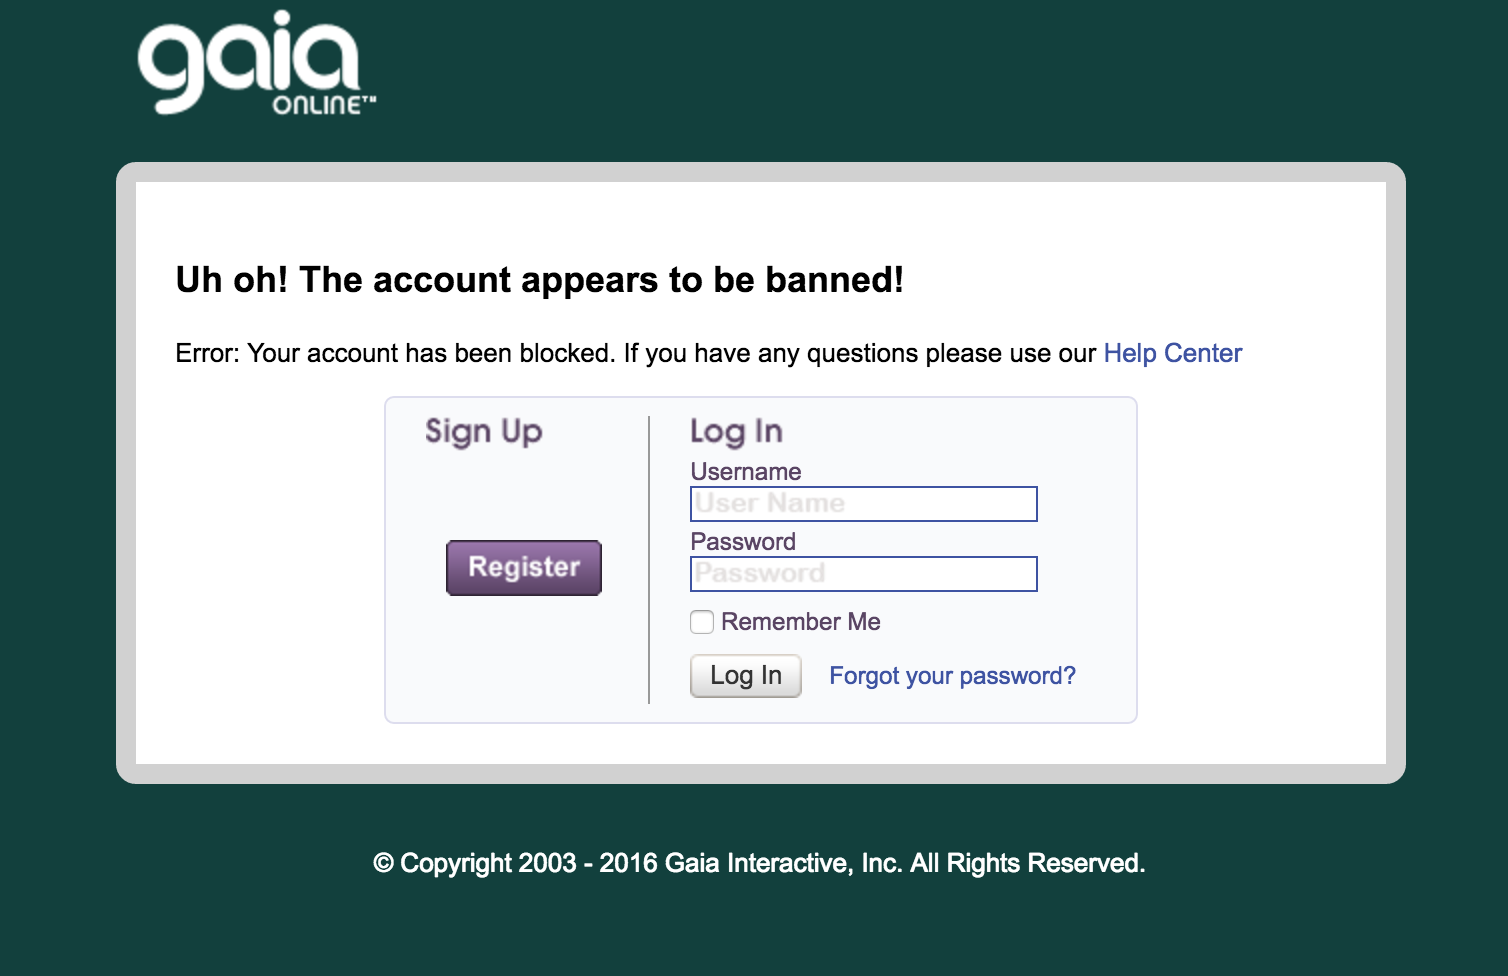 gaia
ONLINE™
Uh oh! The account appears to be banned!
Error: Your account has been blocked. If you have any questions please use our Help Center
Sign Up
Register
Log In
Username
User Name
Password
Password
Remember Me
Log In
Forgot your password?
© Copyright 2003 - 2016 Gaia Interactive, Inc. All Rights Reserved.